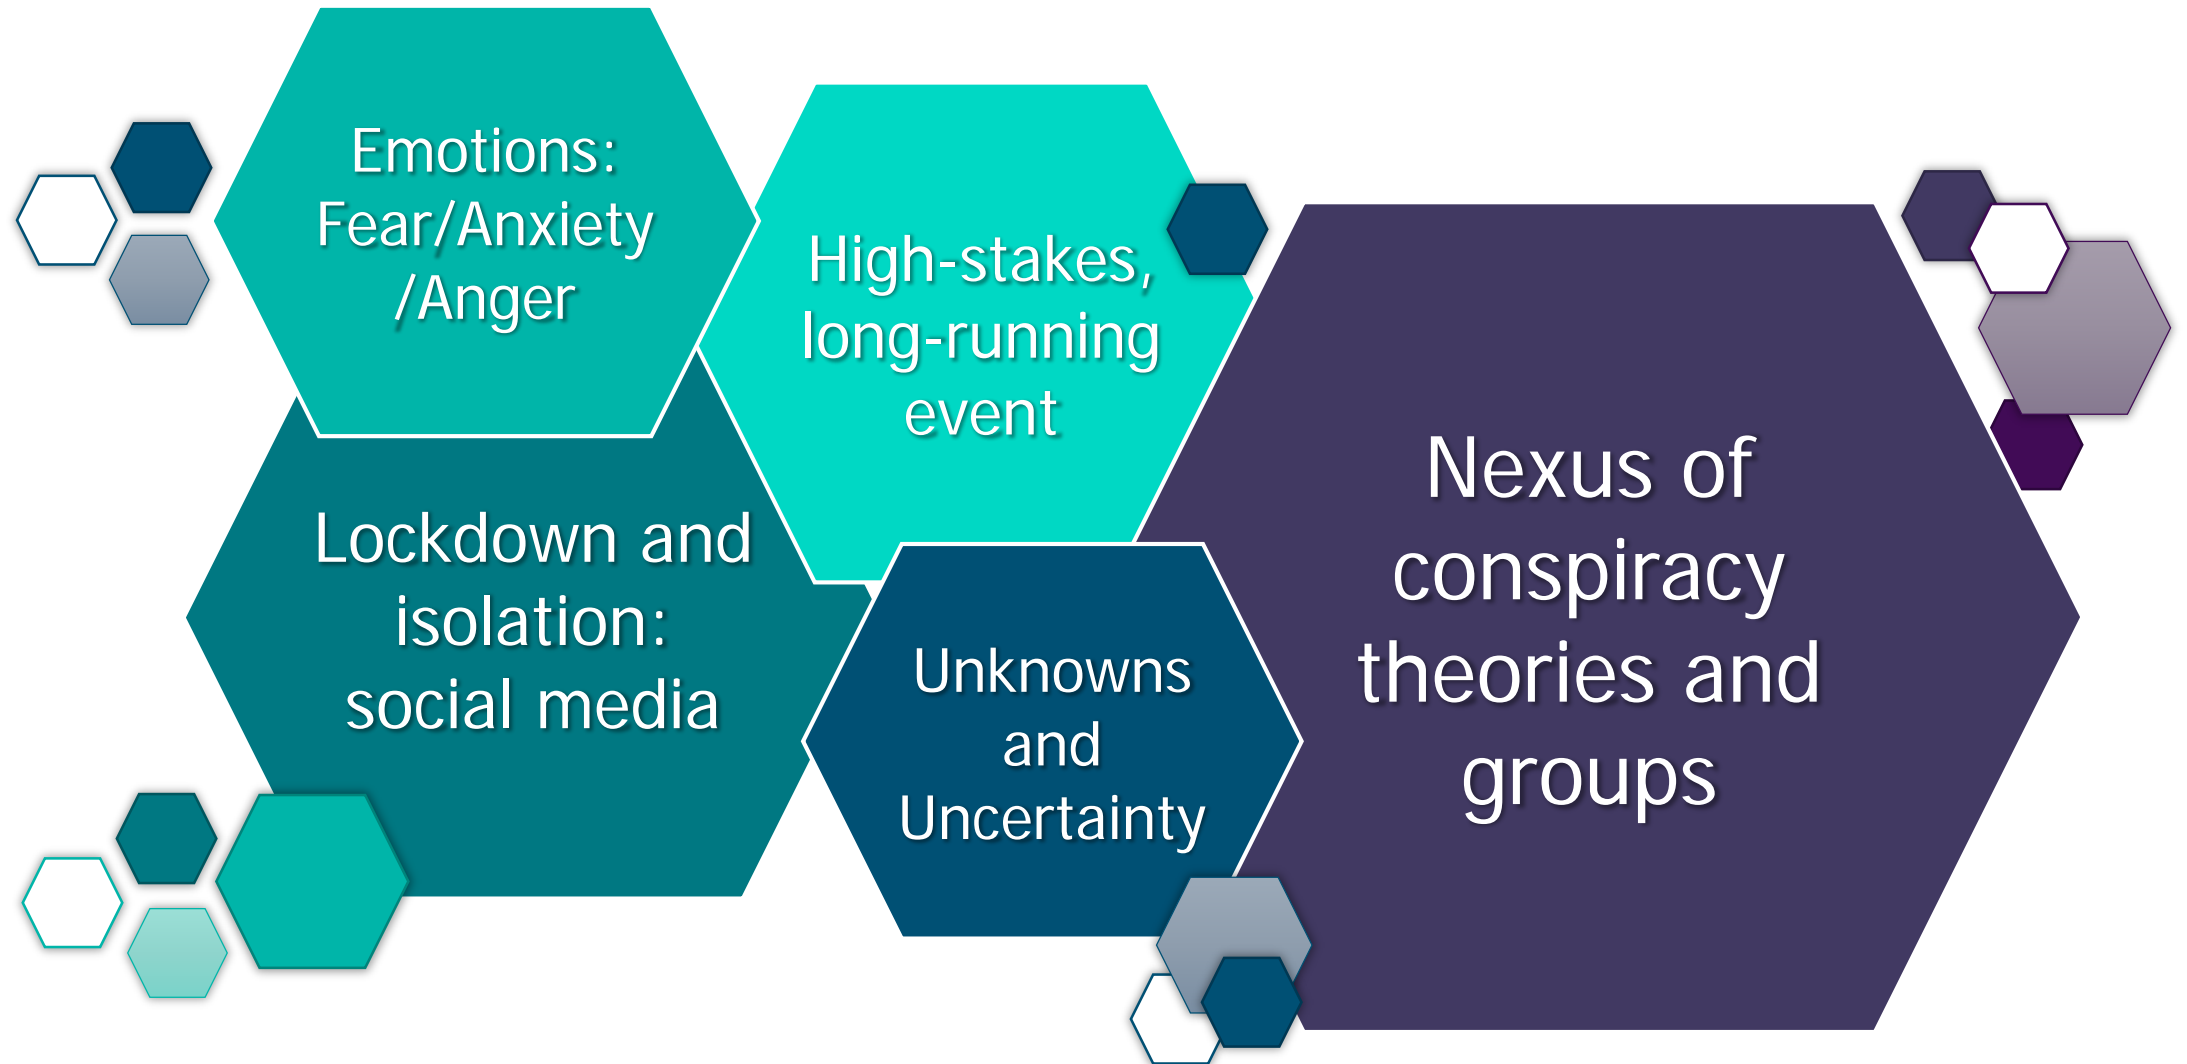 Emotions:
Fear/Anxiety
/Anger
High-stakes,
long-running
event
Lockdown and
isolation:
social media
Unknowns
and
Uncertainty
Nexus of
conspiracy
theories and
groups